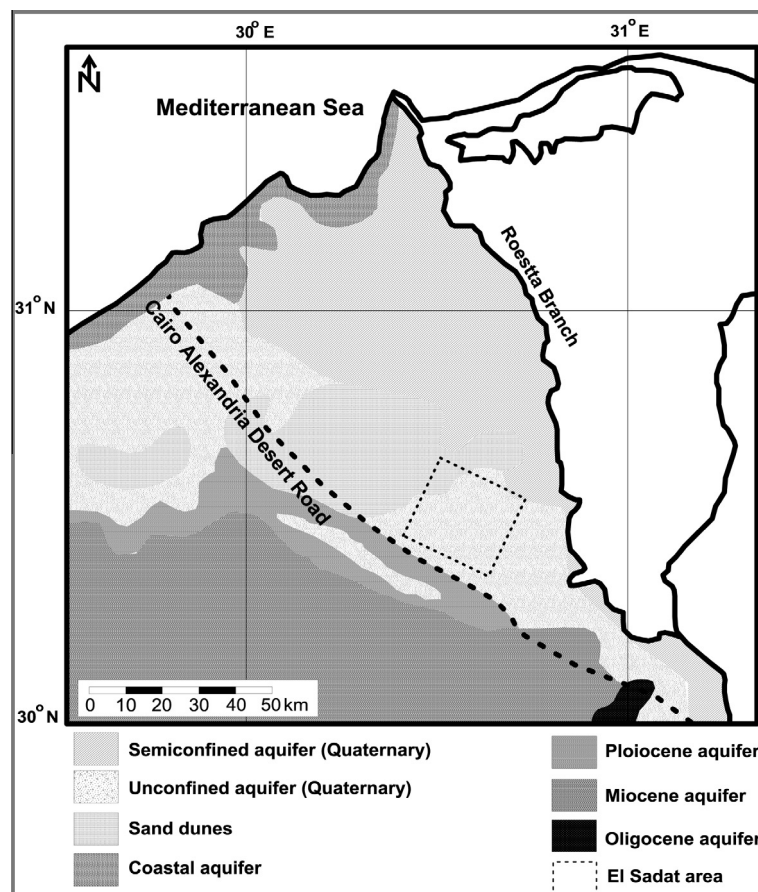 30° E
31° E
N
Mediterranean Sea
Roestta Branch
31° N
Cairo Alexandria Desert Road
0 10 20 30 40 50 km
30° N
Semiconfined aquifer (Quaternary)
Unconfined aquifer (Quaternary)
Sand dunes
Coastal aquifer
Ploiocene aquifer
Miocene aquifer
Oligocene aquifer
El Sadat area